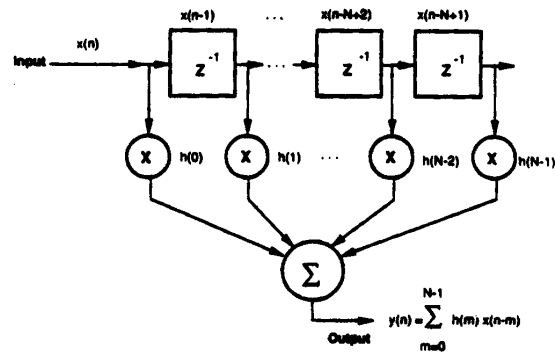 x(n-1) ... x(n-N+2) x(n-N+1)
x(n)
Input z⁻¹ ... z⁻¹ z⁻¹
X h(0) X h(1) ... X h(N-2) X h(N-1)
Σ
N-1
y(n) = Σ h(m) x(n-m)
Output
m=0